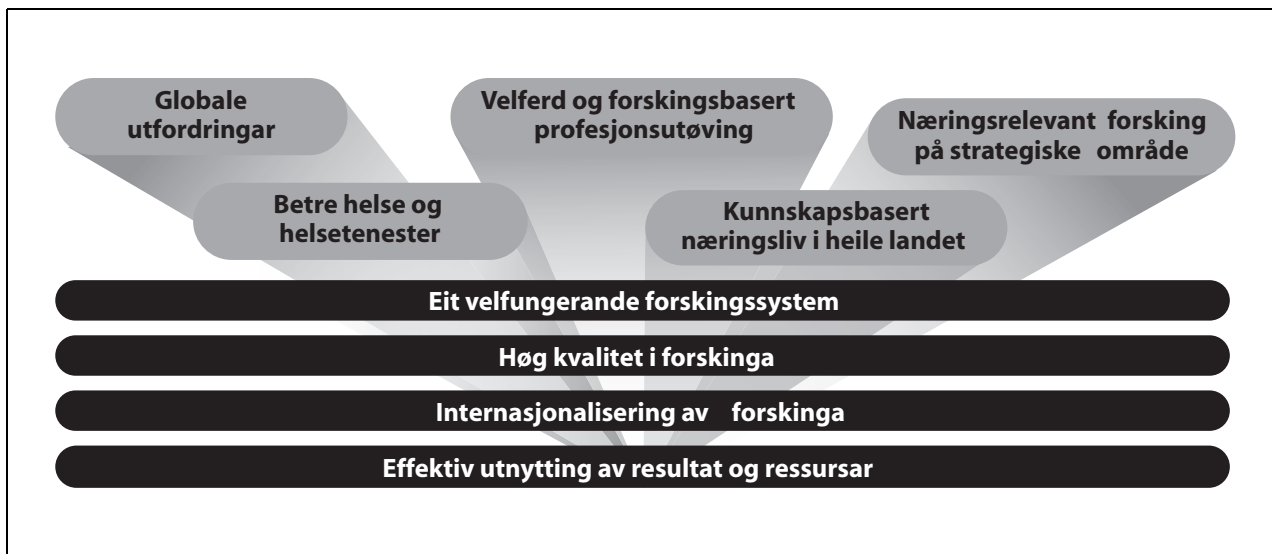 Globale
utfordringar
Velferd og forskingsbasert
profesjonsutøving
Næringsrelevant forsking
på strategiske område
Betre helse og
helsetenester
Kunnskapsbasert
næringsliv i heile landet
Eit velfungerande forskingssystem
Høg kvalitet i forskinga
Internasjonalisering av forskinga
Effektiv utnytting av resultat og ressursar